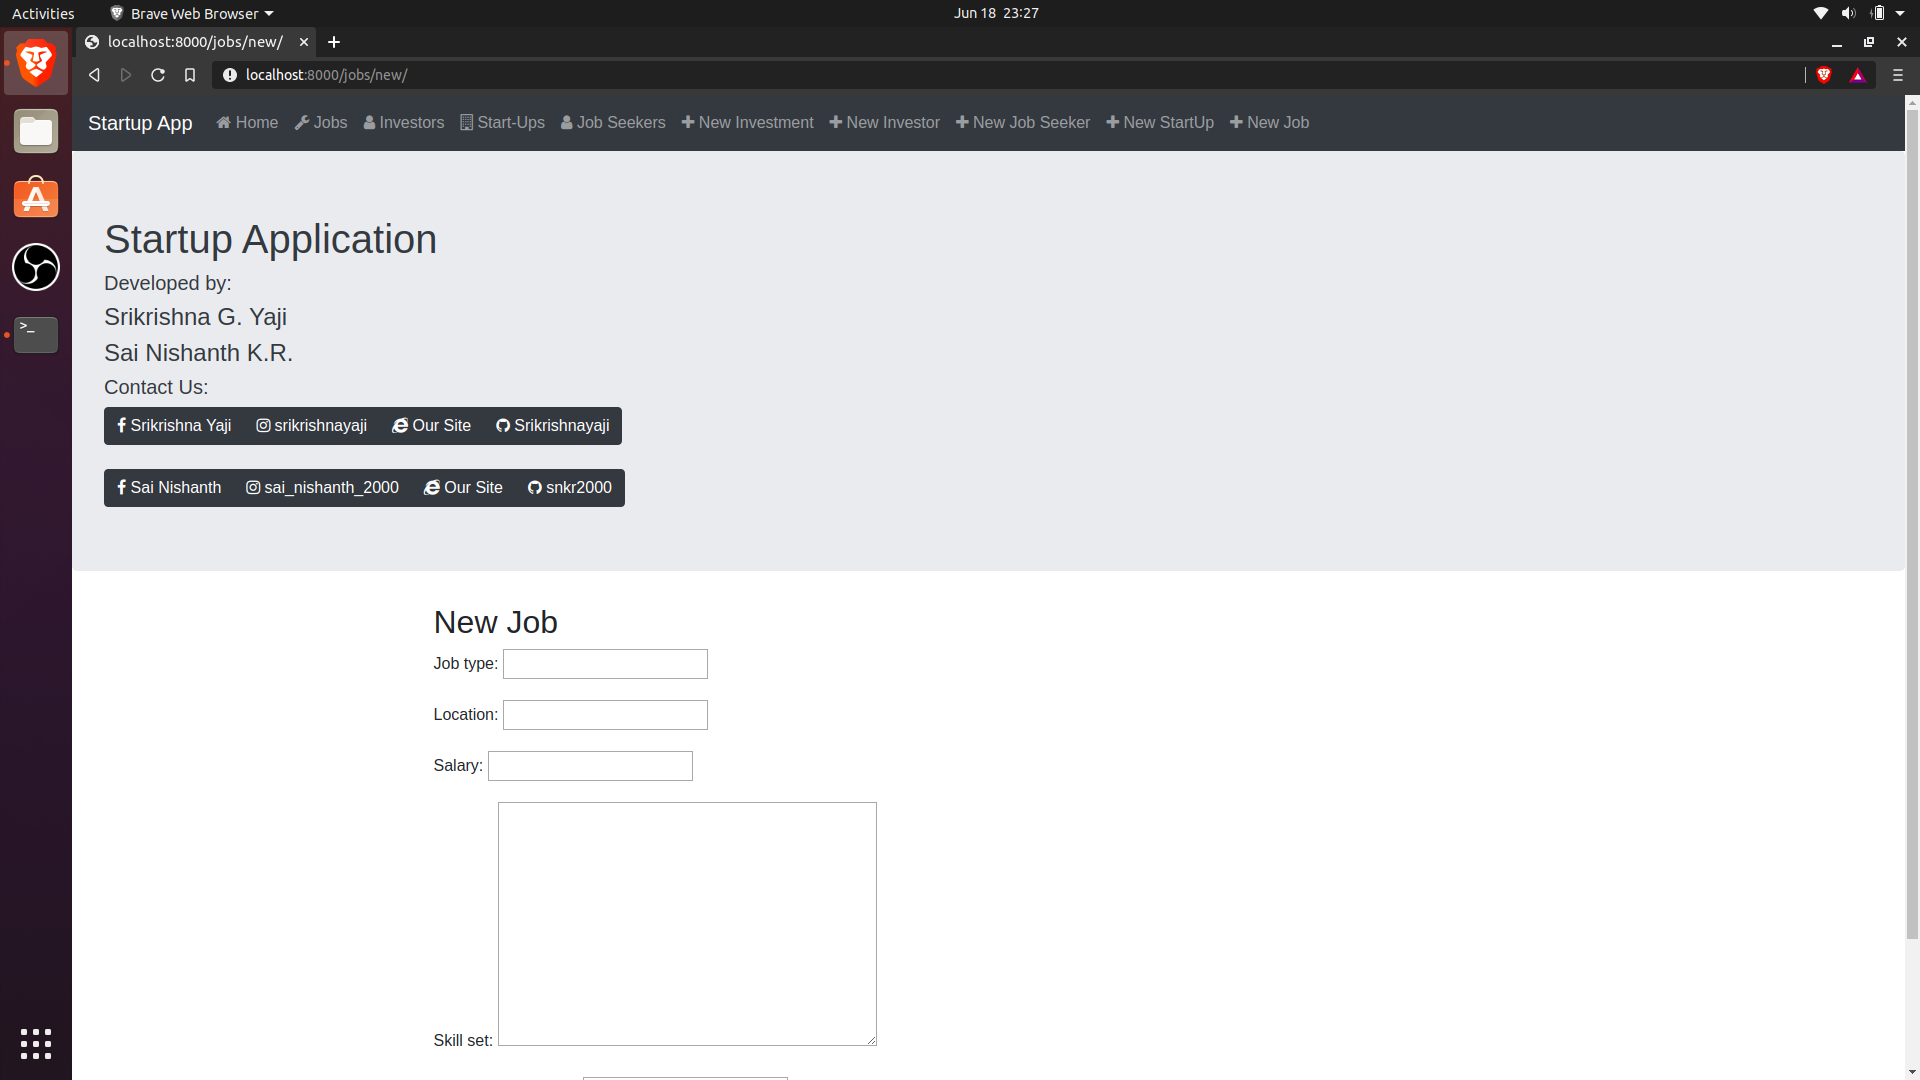 Activities Brave Web Browser Jun 18 23:27
localhost:8000/jobs/new/
localhost:8000/jobs/new/
Startup App Home Jobs Investors Start-Ups Job Seekers New Investment New Investor New Job Seeker New StartUp New Job
Startup Application
Developed by:
Srikrishna G. Yaji
Sai Nishanth K.R.
Contact Us:
Srikrishna Yaji srikrishnayaji Our Site Srikrishnayaji
Sai Nishanth sai_nishanth_2000 Our Site snkr2000
New Job
Job type:
Location:
Salary:
Skill set: